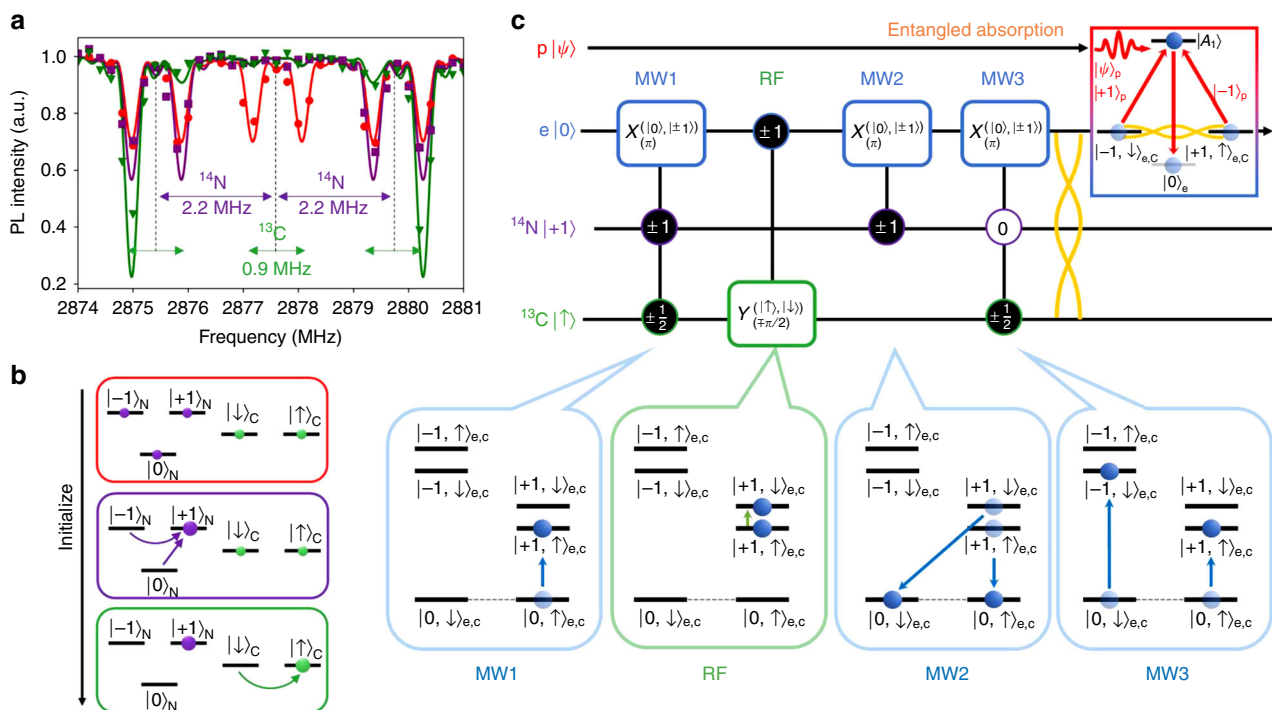 a
PL intensity (a.u.)
1.0
0.8
0.6
0.4
0.2
¹⁴N
2.2 MHz
¹⁴N
2.2 MHz
¹³C
0.9 MHz
2874 2875 2876 2877 2878 2879 2880 2881
Frequency (MHz)
b
Initialize
|−1⟩N |+1⟩N |↓⟩C |↑⟩C
|0⟩N
|−1⟩N |+1⟩N |↓⟩C |↑⟩C
|0⟩N
|−1⟩N |+1⟩N |↓⟩C |↑⟩C
|0⟩N
c
Entangled absorption
p |ψ⟩
MW1 RF MW2 MW3
e |0⟩
X(|0⟩, |±1⟩)
(π)
±1
X(|0⟩, |±1⟩)
(π)
X(|0⟩, |±1⟩)
(π)
¹⁴N |+1⟩
±1
±1
0
¹³C |↑⟩
±1/2
Y(|↑⟩, |↓⟩)
(∓π/2)
±1/2
|A₁⟩
|ψ⟩p
|+1⟩p
|−1⟩p
|−1, ↓⟩e,C |+1, ↑⟩e,C
|0⟩e
|−1, ↑⟩e,c
|−1, ↓⟩e,c
|+1, ↓⟩e,c
|+1, ↑⟩e,c
|0, ↓⟩e,c |0, ↑⟩e,c
MW1
|−1, ↑⟩e,c
|−1, ↓⟩e,c
|+1, ↓⟩e,c
|+1, ↑⟩e,c
|0, ↓⟩e,c |0, ↑⟩e,c
RF
|−1, ↑⟩e,c
|−1, ↓⟩e,c
|+1, ↓⟩e,c
|+1, ↑⟩e,c
|0, ↓⟩e,c |0, ↑⟩e,c
MW2
|−1, ↑⟩e,c
|−1, ↓⟩e,c
|+1, ↓⟩e,c
|+1, ↑⟩e,c
|0, ↓⟩e,c |0, ↑⟩e,c
MW3